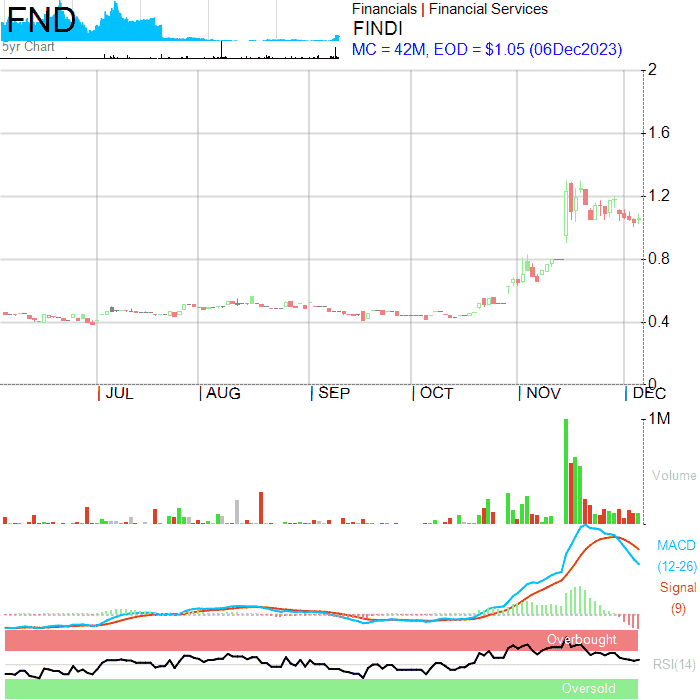 FND
5yr Chart
Financials | Financial Services
FINDI
MC = 42M, EOD = $1.05 (06Dec2023)
2
1.6
1.2
0.8
0.4
0
JUL
AUG
SEP
OCT
NOV
DEC
1M
Volume
MACD
(12-26)
Signal
(9)
Overbought
RSI(14)
Oversold